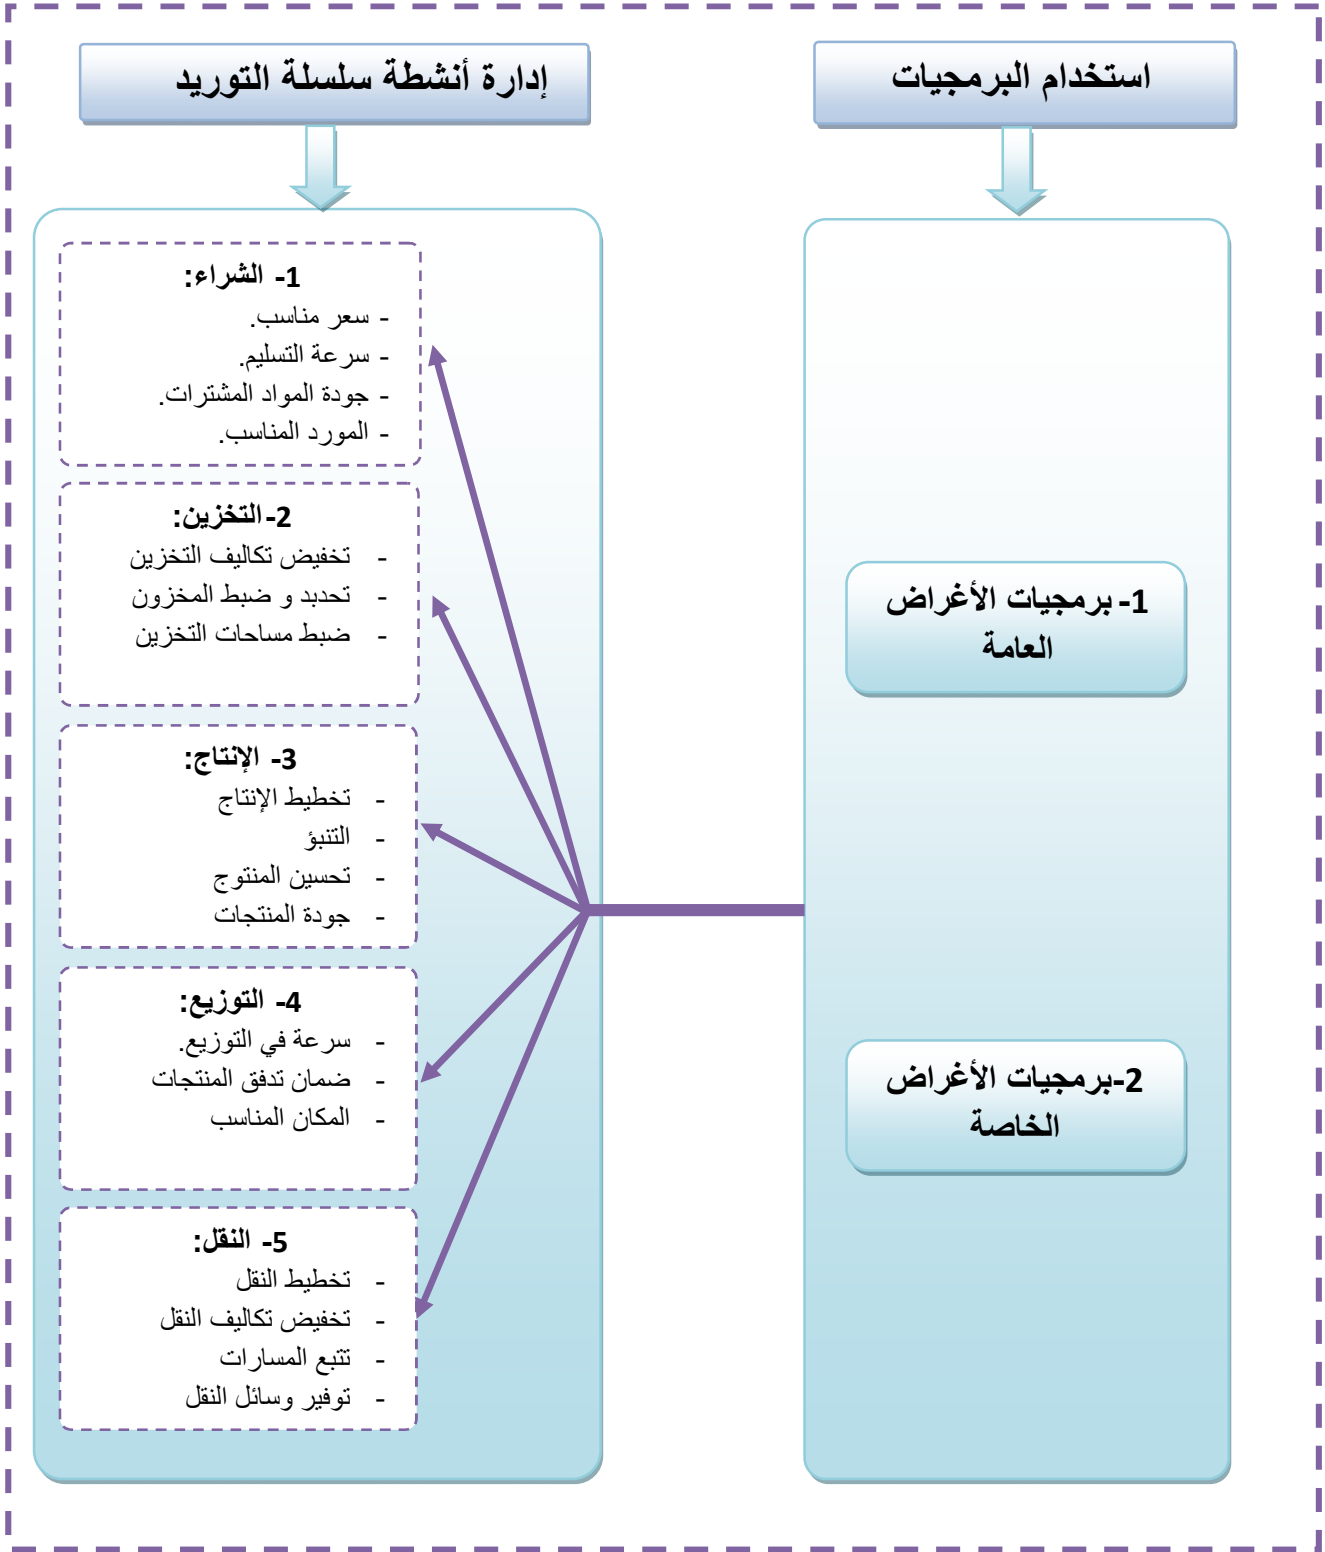 استخدام البرمجيات
إدارة أنشطة سلسلة التوريد
1- برمجيات الأغراض
العامة
2-برمجيات الأغراض
الخاصة
1- الشراء:
- سعر مناسب.
- سرعة التسليم.
- جودة المواد المشترات.
- المورد المناسب.
2-التخزين:
- تخفيض تكاليف التخزين
- تحدبد و ضبط المخزون
- ضبط مساحات التخزين
3- الإنتاج:
- تخطيط الإنتاج
- التنبؤ
- تحسين المنتوج
- جودة المنتجات
4- التوزيع:
- سرعة في التوزيع.
- ضمان تدفق المنتجات
- المكان المناسب
5- النقل:
- تخطيط النقل
- تخفيض تكاليف النقل
- تتبع المسارات
- توفير وسائل النقل